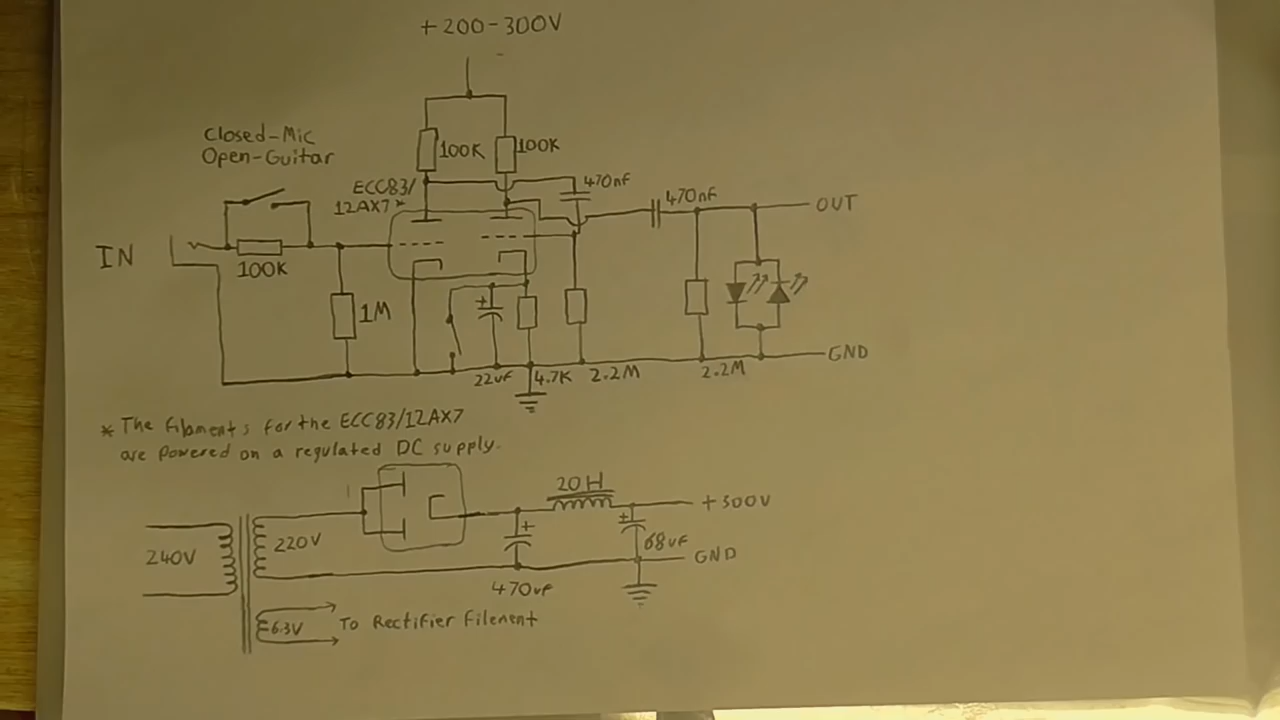 +200-300V
Closed-Mic
Open-Guitar
100K
100K
ECC83/
12AX7*
470nF
470nF
OUT
IN
100K
1M
+
22uF
4.7K
2.2M
2.2M
GND
* The Filaments for the ECC83/12AX7
are powered on a regulated DC supply.
20H
+300V
240V
220V
+
+
68uF
GND
470uF
6.3V
To Rectifier Filement